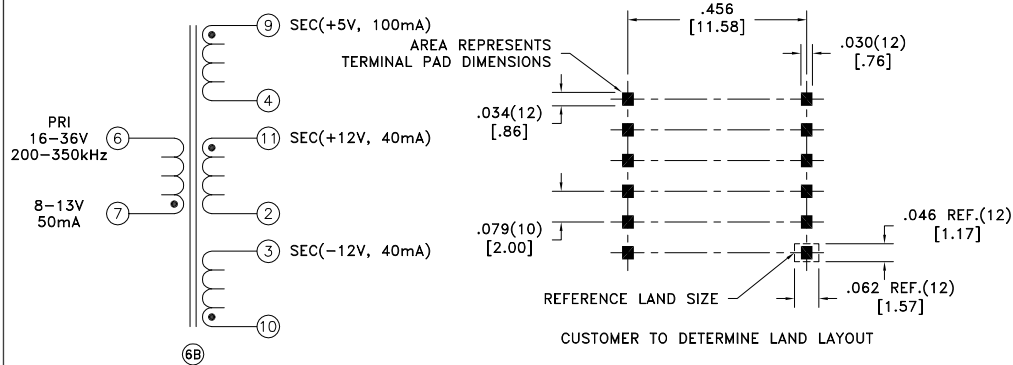 9 SEC(+5V, 100mA)
4
PRI
16-36V
200-350kHz
6
8-13V
50mA
7
11 SEC(+12V, 40mA)
2
3 SEC(-12V, 40mA)
10
6B
.456
[11.58]
AREA REPRESENTS
TERMINAL PAD DIMENSIONS
.030(12)
[.76]
.034(12)
[.86]
.079(10)
[2.00]
.046 REF.(12)
[1.17]
REFERENCE LAND SIZE
.062 REF.(12)
[1.57]
CUSTOMER TO DETERMINE LAND LAYOUT